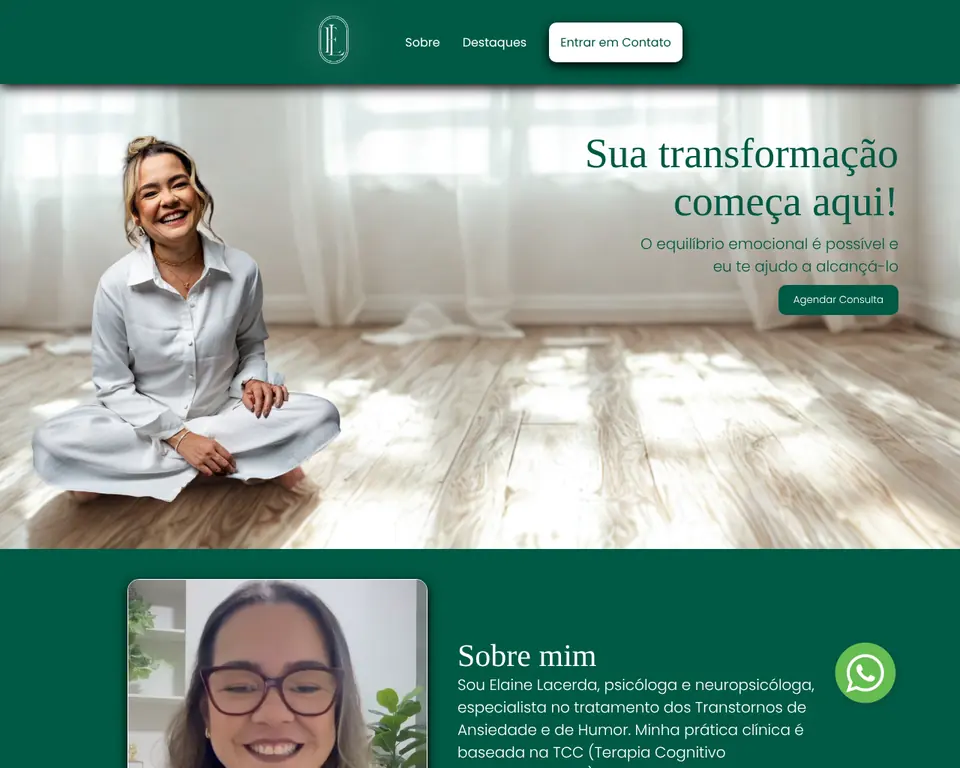 Sobre
Destaques
Entrar em Contato
Sua transformação
começa aqui!
O equilíbrio emocional é possível e
eu te ajudo a alcançá-lo
Agendar Consulta
Sobre mim
Sou Elaine Lacerda, psicóloga e neuropsicóloga,
especialista no tratamento dos Transtornos de
Ansiedade e de Humor. Minha prática clínica é
baseada na TCC (Terapia Cognitivo